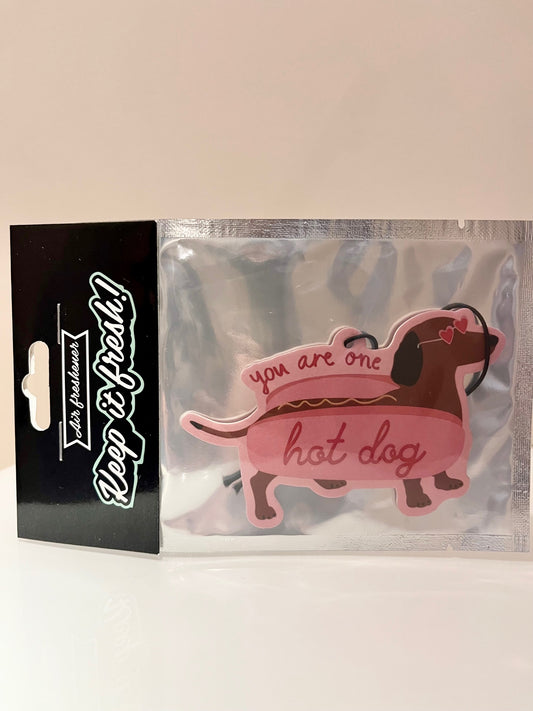 Keep it fresh!
Air freshener
you are one
hot dog